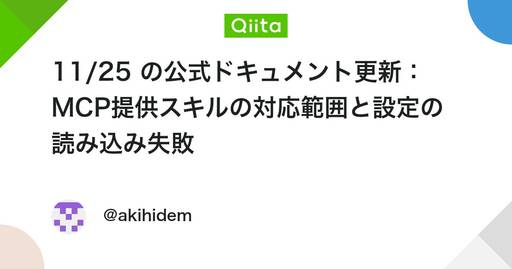 Qiita
11/25 の公式ドキュメント更新：
MCP提供スキルの対応範囲と設定の
読み込み失敗
@akihidem